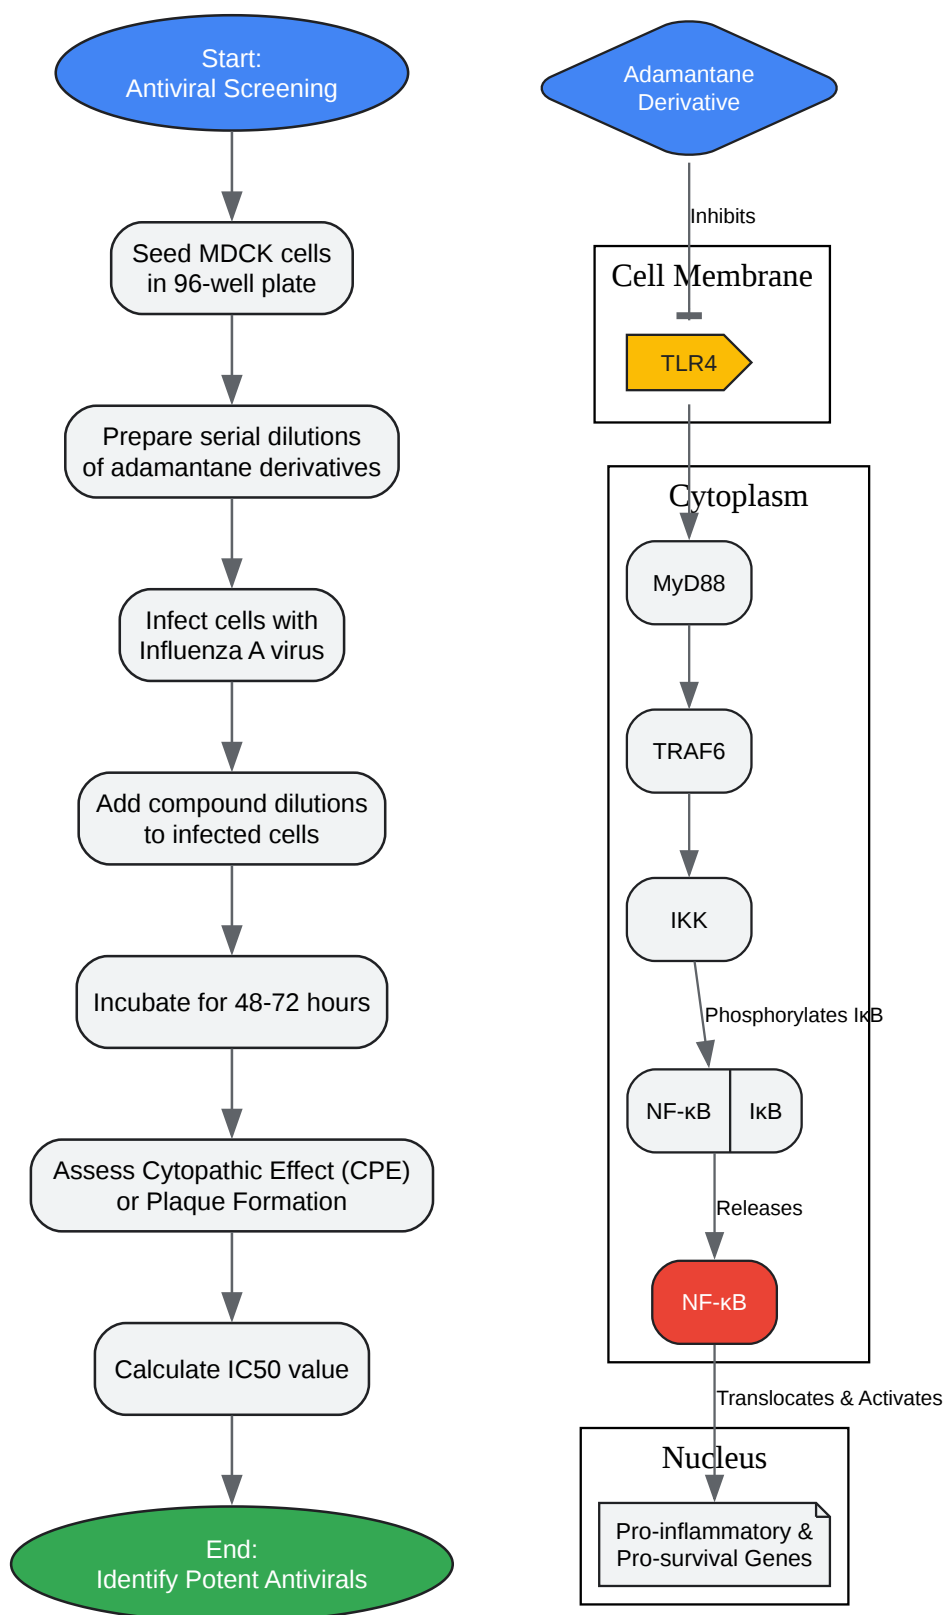 Start:
Antiviral Screening
Seed MDCK cells
in 96-well plate
Prepare serial dilutions
of adamantane derivatives
Infect cells with
Influenza A virus
Add compound dilutions
to infected cells
Incubate for 48-72 hours
Assess Cytopathic Effect (CPE)
or Plaque Formation
Calculate IC50 value
End:
Identify Potent Antivirals
Adamantane
Derivative
Inhibits
Cell Membrane
TLR4
Cytoplasm
MyD88
TRAF6
IKK
Phosphorylates IκB
NF-κB
IκB
Releases
NF-κB
Translocates & Activates
Nucleus
Pro-inflammatory &
Pro-survival Genes